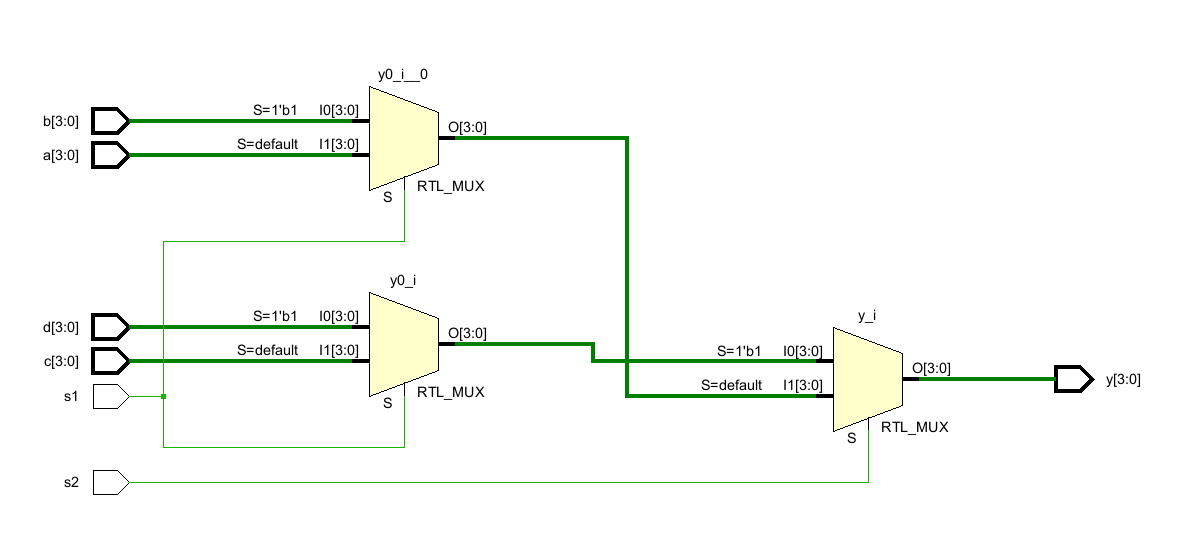 y0_i__0
b[3:0] S=1'b1 I0[3:0]
O[3:0]
a[3:0] S=default I1[3:0]
RTL_MUX
S
y0_i
d[3:0] S=1'b1 I0[3:0]
O[3:0]
c[3:0] S=default I1[3:0]
s1
RTL_MUX
S
y_i
S=1'b1 I0[3:0]
O[3:0]
y[3:0]
S=default I1[3:0]
RTL_MUX
S
s2